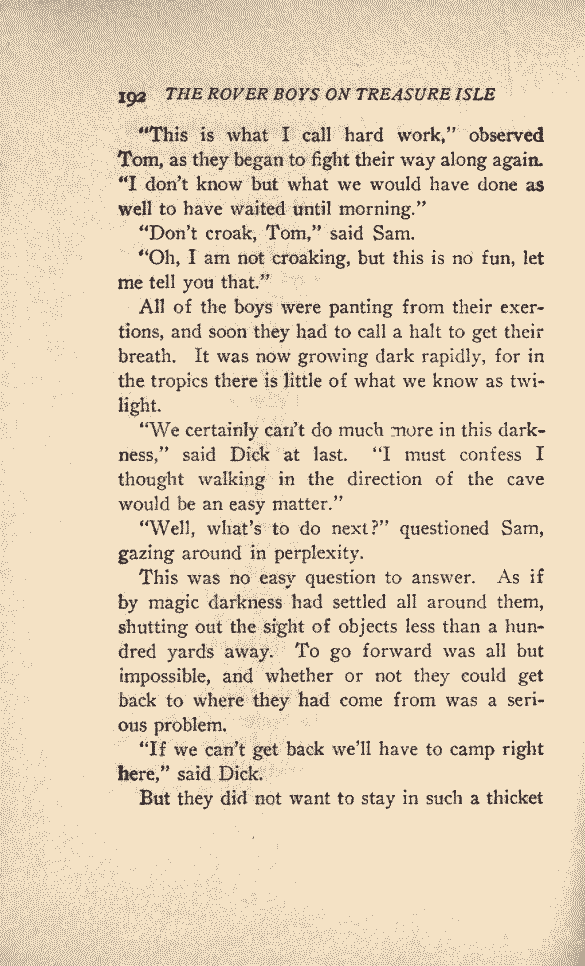 192 THE ROVER BOYS ON TREASURE ISLE
“This is what I call hard work,” observed
Tom, as they began to fight their way along again.
“I don’t know but what we would have done as
well to have waited until morning.”
“Don’t croak, Tom,” said Sam.
“Oh, I am not croaking, but this is no fun, let
me tell you that.”
All of the boys were panting from their exer-
tions, and soon they had to call a halt to get their
breath. It was now growing dark rapidly, for in
the tropics there is little of what we know as twi-
light.
“We certainly can’t do much more in this dark-
ness,” said Dick at last. “I must confess I
thought walking in the direction of the cave
would be an easy matter.”
“Well, what’s to do next?” questioned Sam,
gazing around in perplexity.
This was no easy question to answer. As if
by magic darkness had settled all around them,
shutting out the sight of objects less than a hun-
dred yards away. To go forward was all but
impossible, and whether or not they could get
back to where they had come from was a seri-
ous problem.
“If we can’t get back we’ll have to camp right
here,” said Dick.
But they did not want to stay in such a thicket